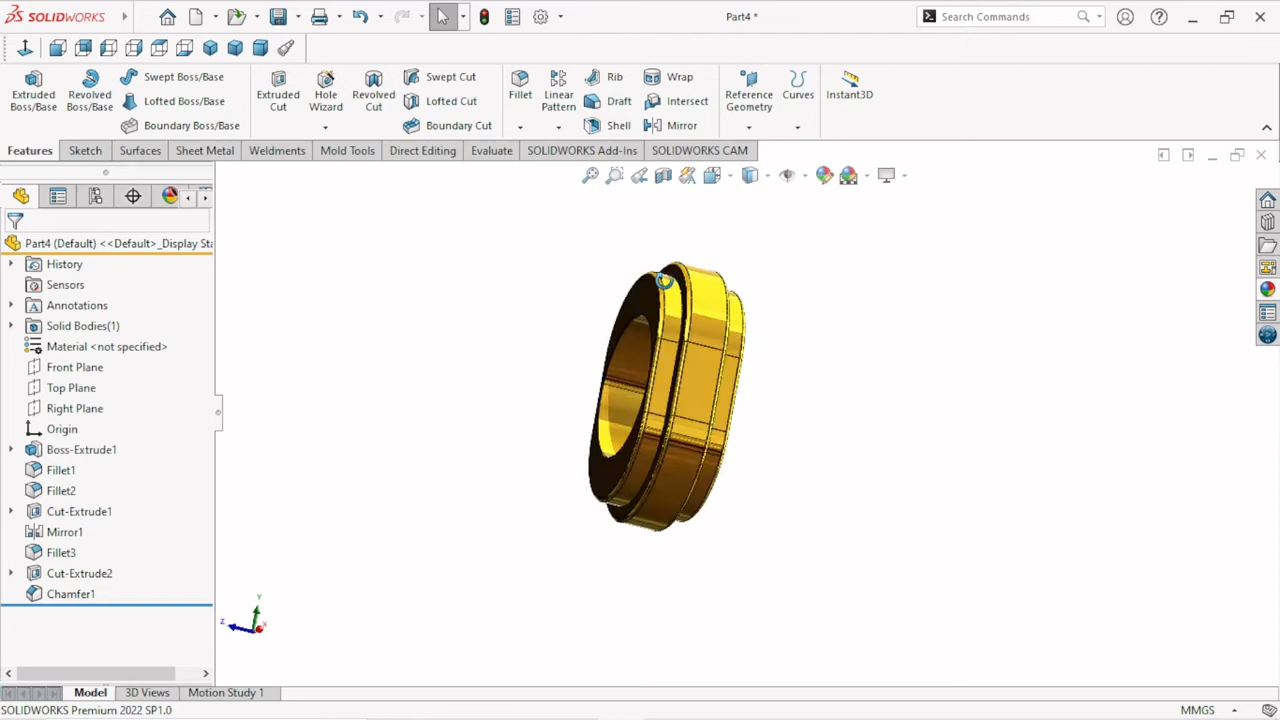 SOLIDWORKS
Part4 *
Search Commands
Extruded Boss/Base
Revolved Boss/Base
Swept Boss/Base
Lofted Boss/Base
Boundary Boss/Base
Extruded Cut
Hole Wizard
Revolved Cut
Swept Cut
Lofted Cut
Boundary Cut
Fillet
Linear Pattern
Rib
Draft
Shell
Wrap
Intersect
Mirror
Reference Geometry
Curves
Instant3D
Features
Sketch
Surfaces
Sheet Metal
Weldments
Mold Tools
Direct Editing
Evaluate
SOLIDWORKS Add-Ins
SOLIDWORKS CAM
Part4 (Default) <<Default>_Display Sta
History
Sensors
Annotations
Solid Bodies(1)
Material <not specified>
Front Plane
Top Plane
Right Plane
Origin
Boss-Extrude1
Fillet1
Fillet2
Cut-Extrude1
Mirror1
Fillet3
Cut-Extrude2
Chamfer1
Y
Z
X
Model
3D Views
Motion Study 1
SOLIDWORKS Premium 2022 SP1.0
MMGS